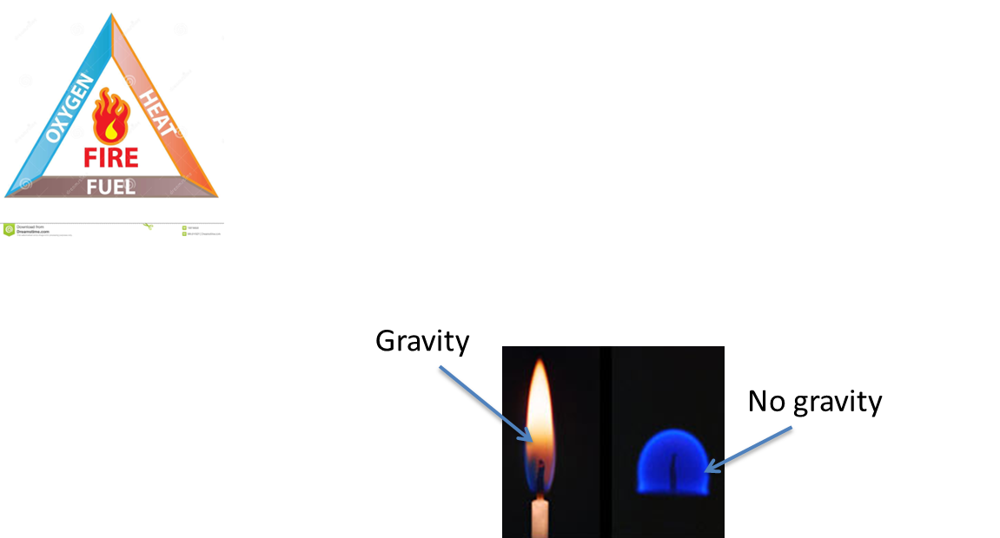 OXYGEN
HEAT
FIRE
FUEL
Download from
Dreamstime.com
Gravity
No gravity